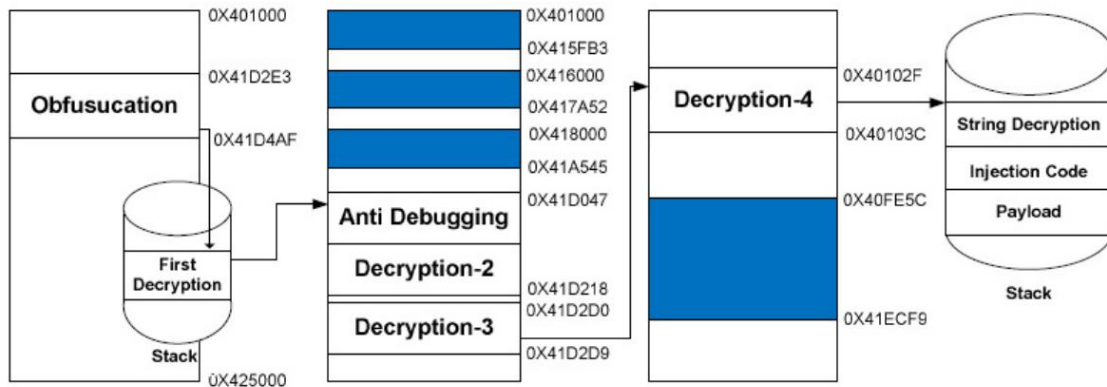 0X401000
0X41D2E3
Obfusucation
0X41D4AF
First
Decryption
Stack
0X425000
0X401000
0X415FB3
0X416000
0X417A52
0X418000
0X41A545
0X41D047
Anti Debugging
Decryption-2
0X41D218
0X41D2D0
Decryption-3
0X41D2D9
Decryption-4
0X40102F
0X40103C
0X40FE5C
0X41ECF9
String Decryption
Injection Code
Payload
Stack